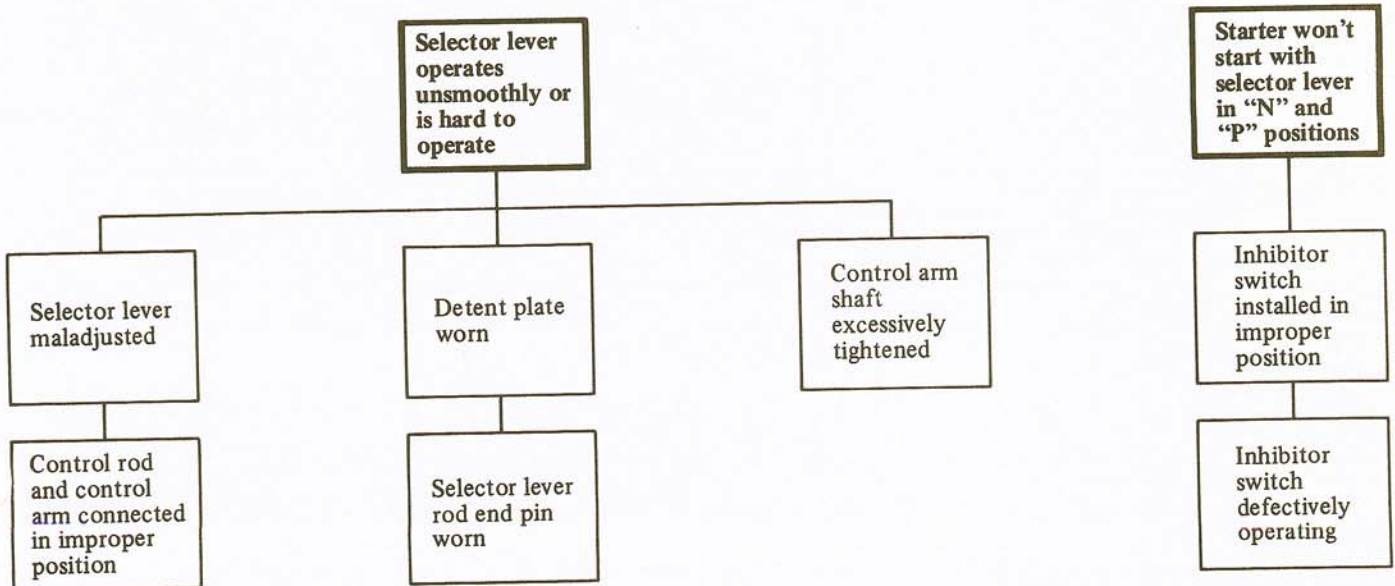 Selector lever
operates
unsmoothly or
is hard to
operate
Starter won't
start with
selector lever
in “N” and
“P” positions
Selector lever
maladjusted
Detent plate
worn
Control arm
shaft
excessively
tightened
Inhibitor
switch
installed in
improper
position
Control rod
and control
arm connected
in improper
position
Selector lever
rod end pin
worn
Inhibitor
switch
defectively
operating